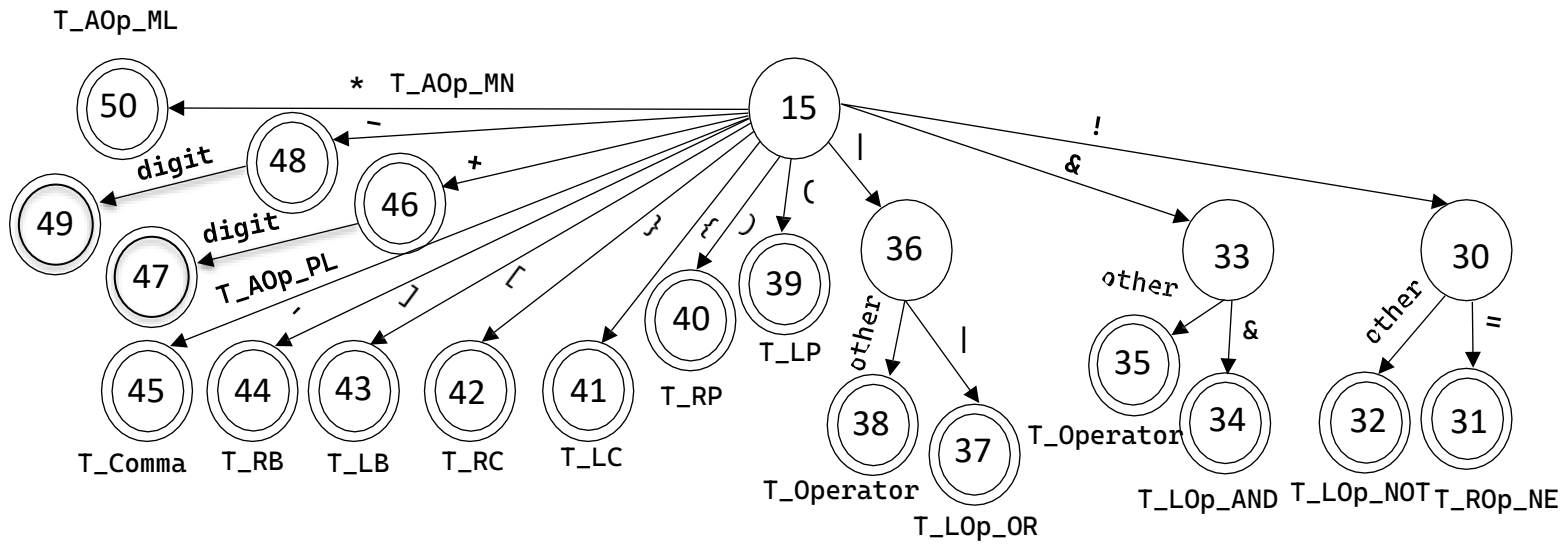 T_AOp_ML
* T_AOp_MN
50
15
!
-
|
&
48
digit
+
49
46
(
digit
}
{
)
47
36
33
30
T_AOp_PL
[
39
other
other
-
]
40
other
|
&
=
T_LP
35
45
44
43
42
41
T_RP
38
37
T_Operator
34
32
31
T_Comma
T_RB
T_LB
T_RC
T_LC
T_Operator
T_LOp_AND
T_LOp_NOT
T_ROp_NE
T_LOp_OR